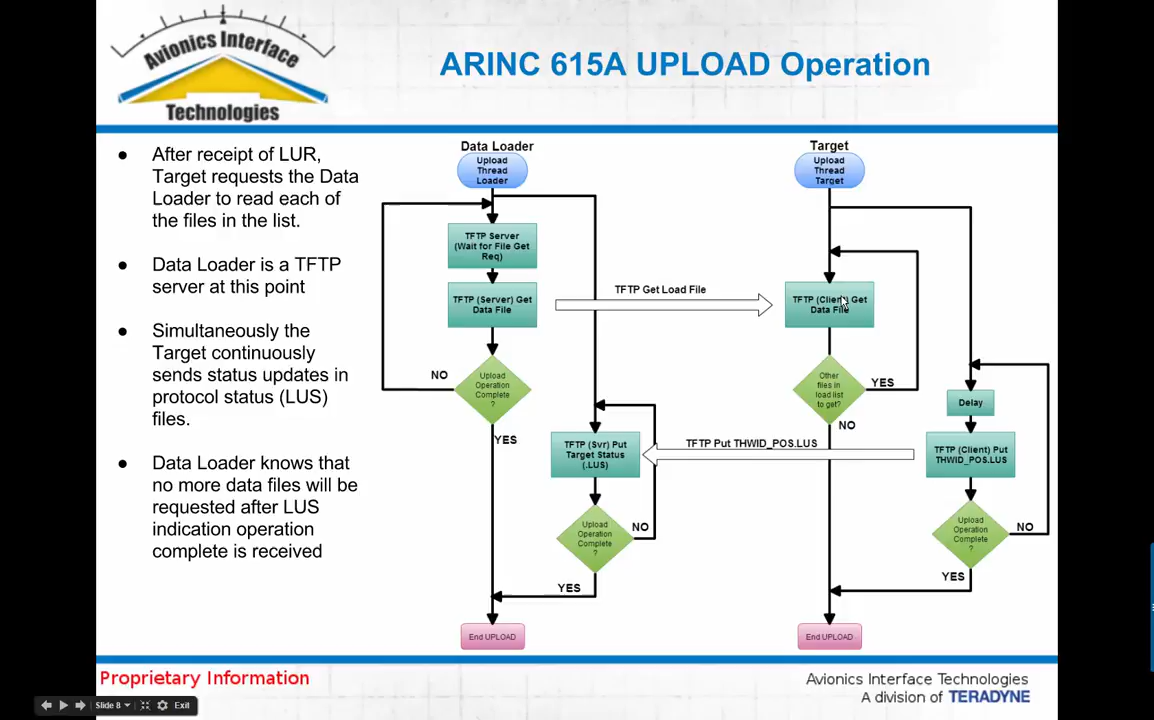 Avionics Interface
Technologies
ARINC 615A UPLOAD Operation
● After receipt of LUR,
Target requests the Data
Loader to read each of
the files in the list.
● Data Loader is a TFTP
server at this point
● Simultaneously the
Target continuously
sends status updates in
protocol status (LUS)
files.
● Data Loader knows that
no more data files will be
requested after LUS
indication operation
complete is received
Data Loader
Upload
Thread
Loader
TFTP Server
(Wait for File Get
Req)
TFTP (Server) Get
Data File
NO
Upload
Operation
Complete
?
YES
TFTP (Svr) Put
Target Status
(.LUS)
Upload
Operation
Complete
?
NO
YES
End UPLOAD
TFTP Get Load File
TFTP Put THWID_POS.LUS
Target
Upload
Thread
Target
TFTP (Client) Get
Data File
Other
files in
load list
to get?
YES
NO
Delay
TFTP (Client) Put
THWID_POS.LUS
Upload
Operation
Complete
?
NO
YES
End UPLOAD
Proprietary Information
Avionics Interface Technologies
A division of TERADYNE
Slide 8
Exit